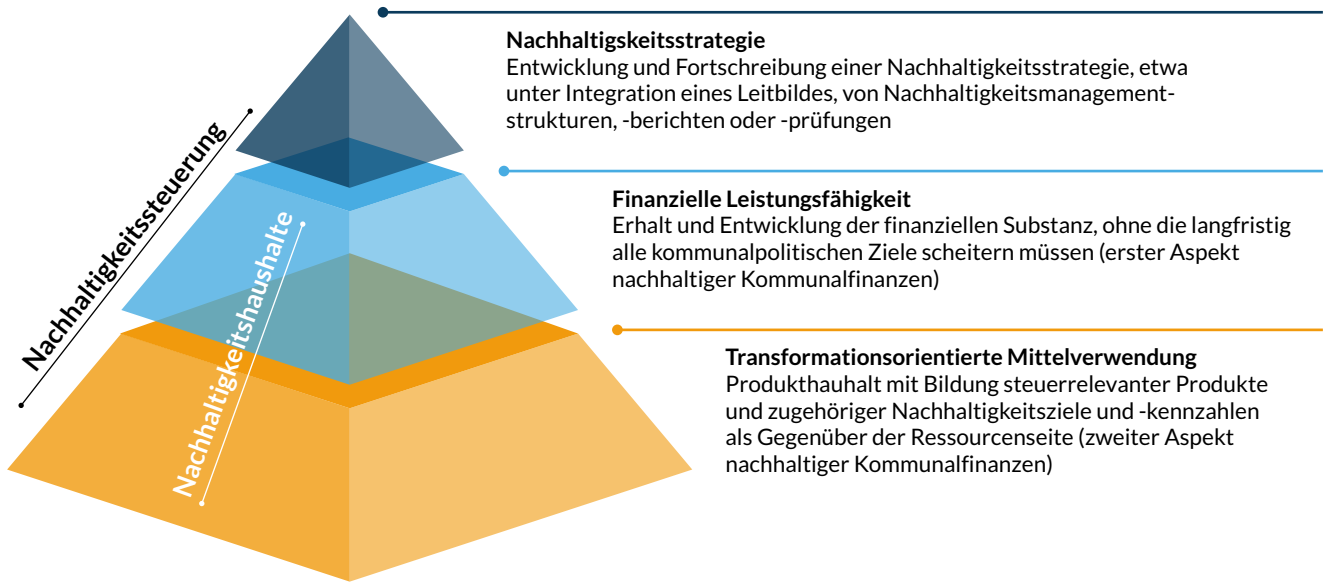 Nachhaltigskeitsstrategie
Entwicklung und Fortschreibung einer Nachhaltigkeitsstrategie, etwa
unter Integration eines Leitbildes, von Nachhaltigkeitsmanagement-
strukturen, -berichten oder -prüfungen
Nachhaltigkeitssteuerung
Finanzielle Leistungsfähigkeit
Erhalt und Entwicklung der finanziellen Substanz, ohne die langfristig
alle kommunalpolitischen Ziele scheitern müssen (erster Aspekt
nachhaltiger Kommunalfinanzen)
Nachhaltigkeitshaushalte
Transformationsorientierte Mittelverwendung
Produkthauhalt mit Bildung steuerrelevanter Produkte
und zugehöriger Nachhaltigkeitsziele und -kennzahlen
als Gegenüber der Ressourcenseite (zweiter Aspekt
nachhaltiger Kommunalfinanzen)